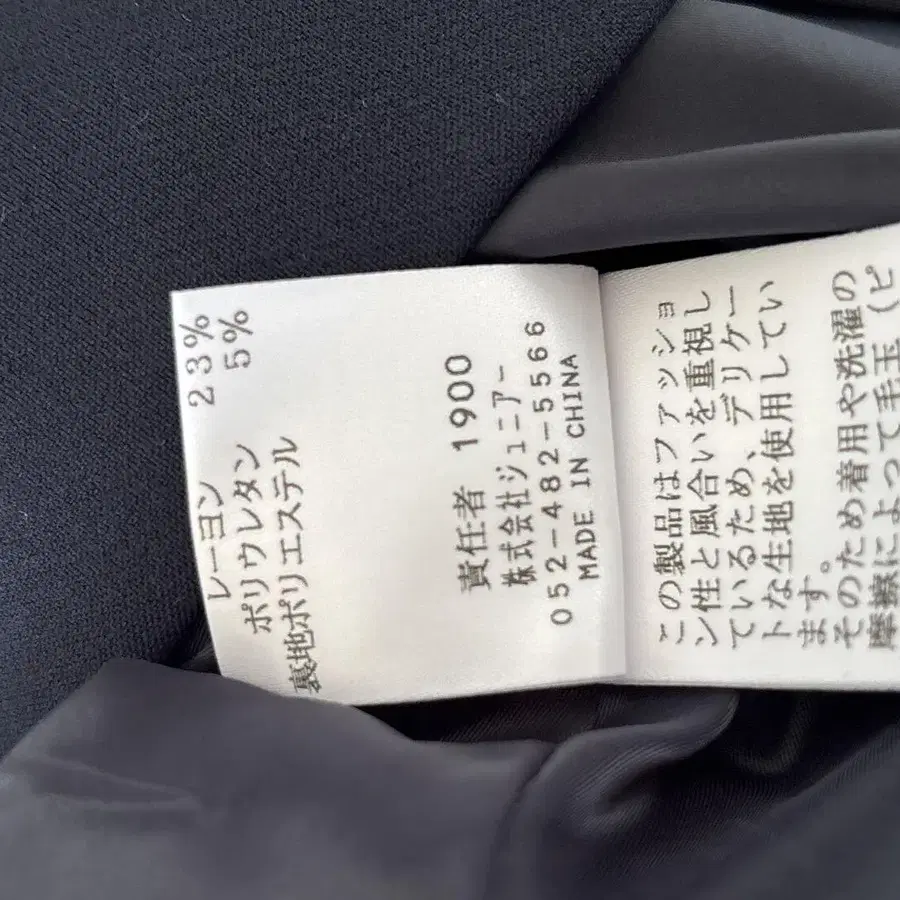 レーヨン 23%
ポリウレタン 5%
裏地ポリエステル
責任者 1900
株式会社ジュニアー
052-482-5566
MADE IN CHINA
この製品はファッショ
ン性と風合いを重視し
ているため、デリケー
トな生地を使用してい
ます。
そのため着用や洗濯の
摩擦によって毛玉(ピ